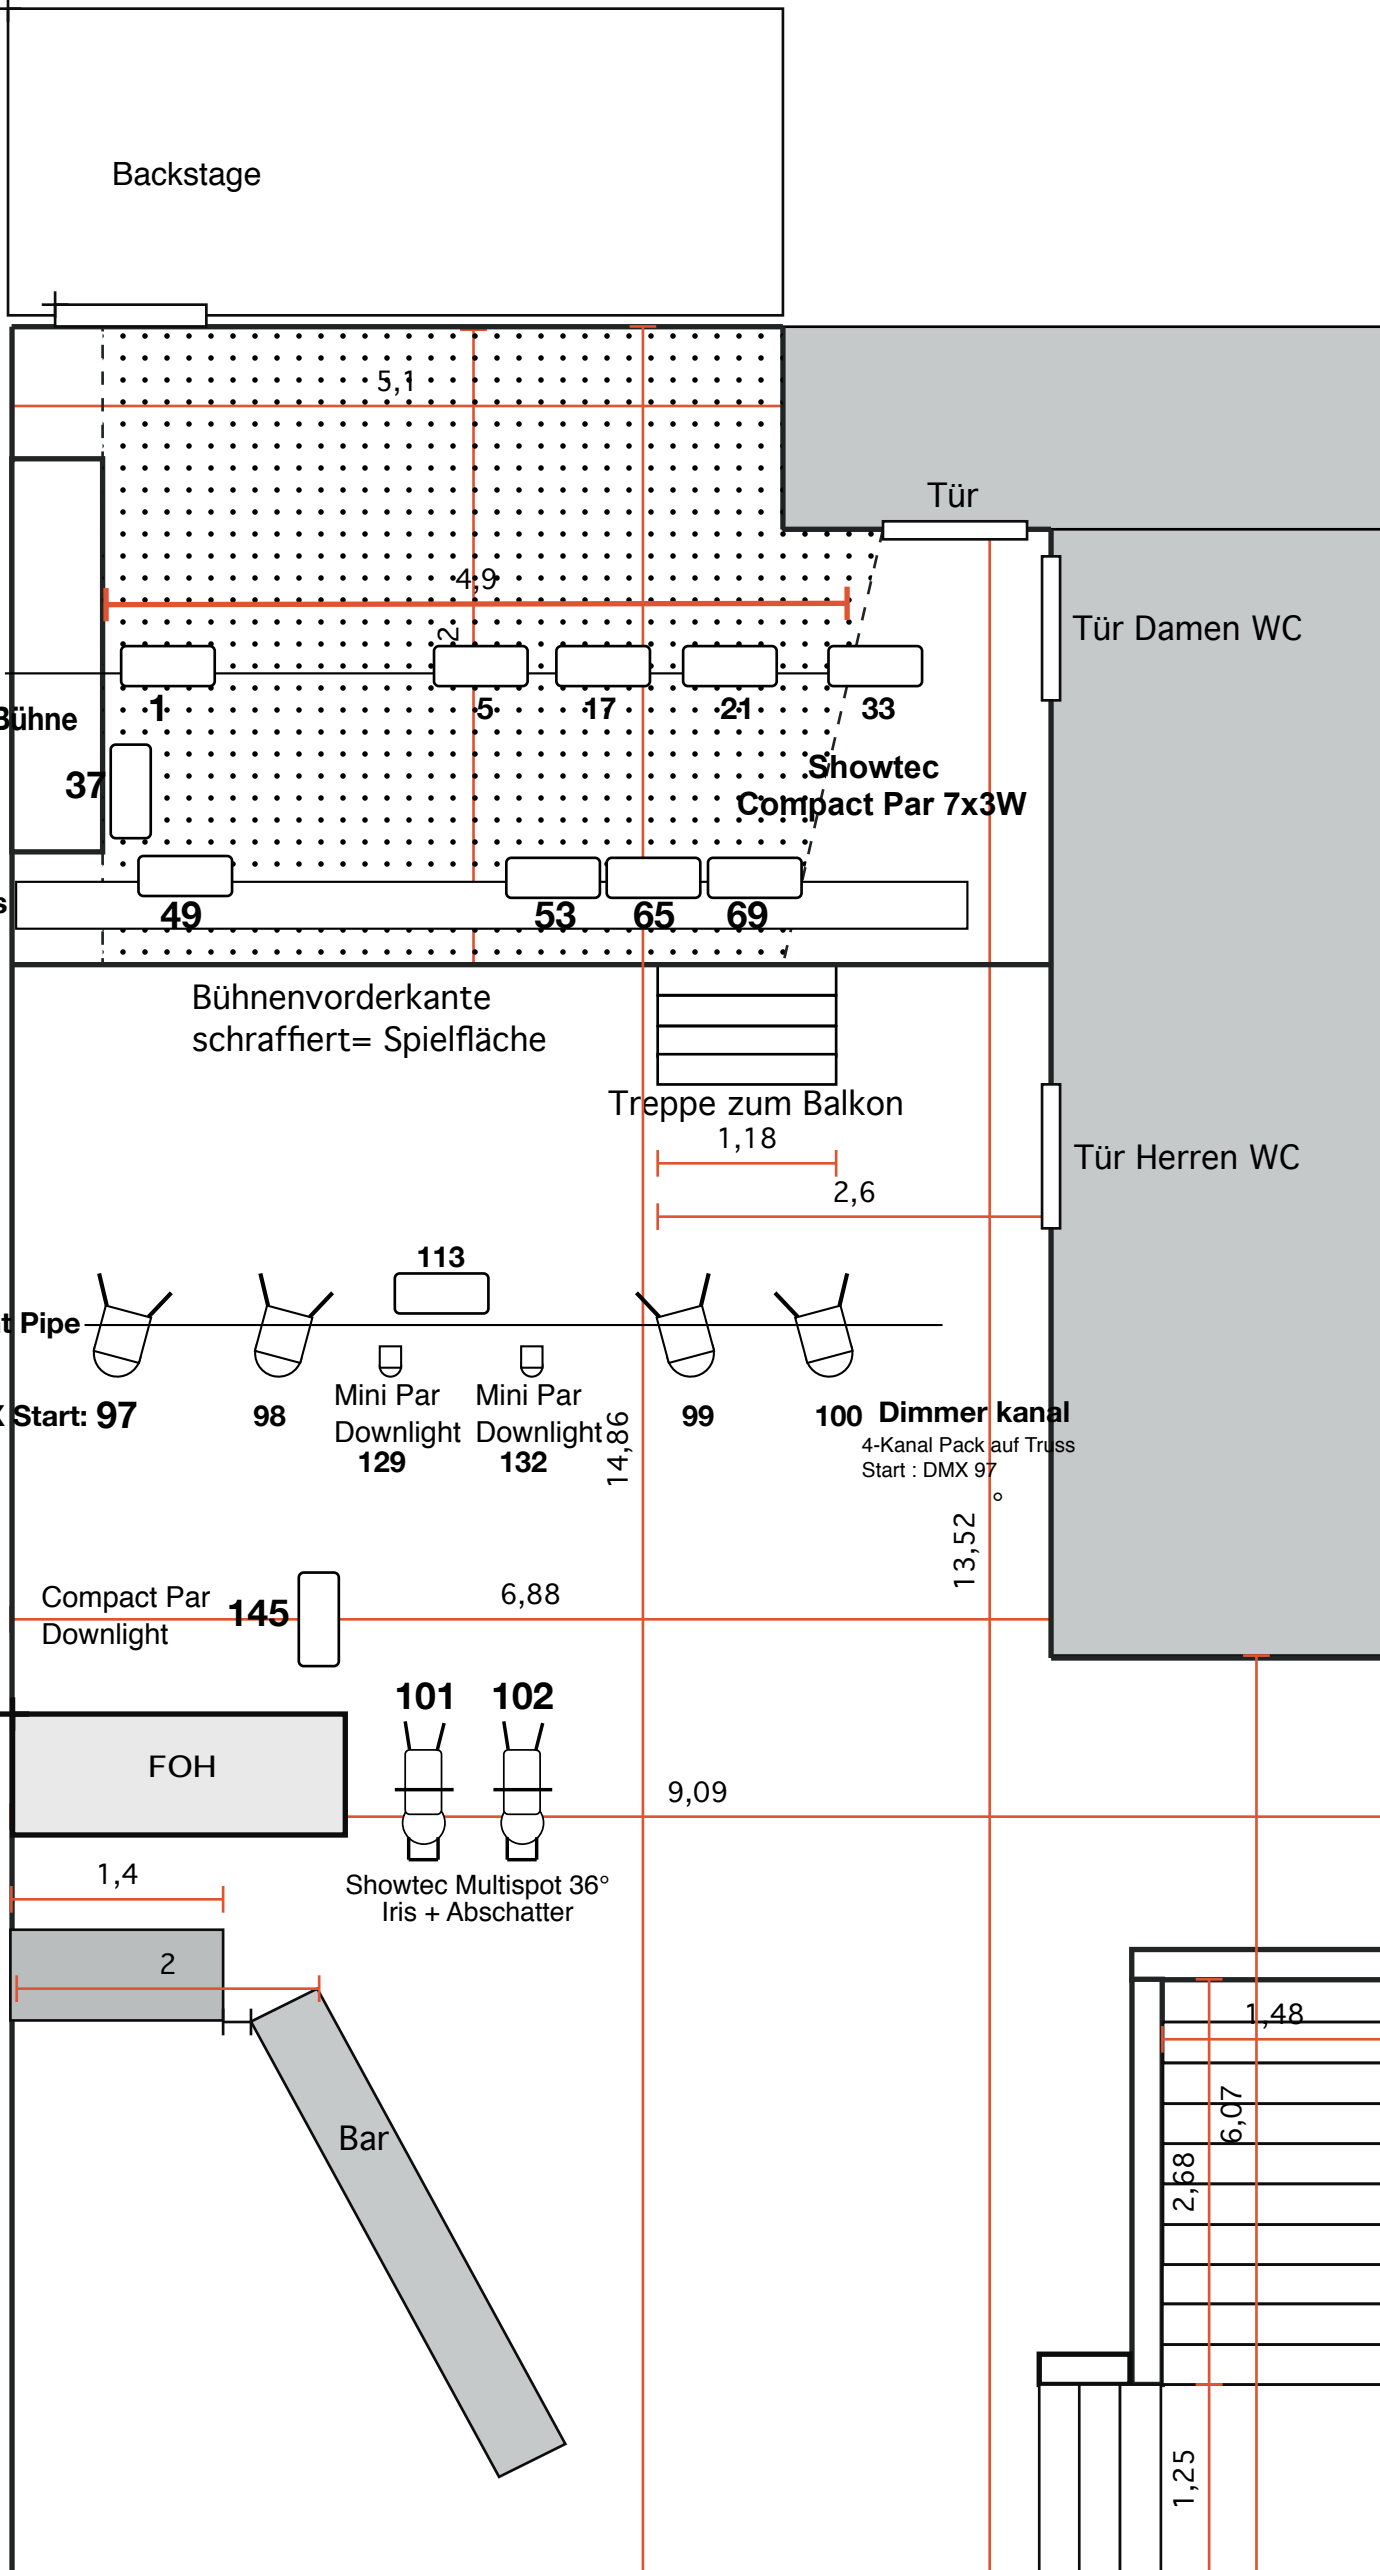 Backstage
5,1
Tür
4,9
2
Tür Damen WC
1
5
17
21
33
Bühne
Showtec
Compact Par 7x3W
37
s
49
53
65
69
Bühnenvorderkante
schraffiert= Spielfläche
Treppe zum Balkon
1,18
Tür Herren WC
2,6
113
t Pipe
Mini Par
Downlight
129
Mini Par
Downlight
132
X Start: 97
98
99
100
Dimmer kanal
4-Kanal Pack auf Truss
Start : DMX 97
°
14,86
13,52
Compact Par
Downlight
145
6,88
101
102
FOH
9,09
1,4
Showtec Multispot 36°
Iris + Abschatter
2
1,48
6,07
Bar
2,68
1,25